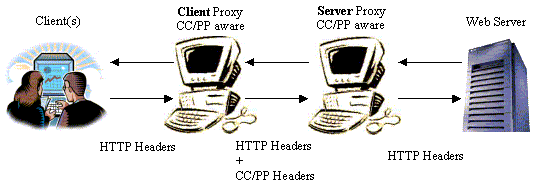 Client(s)
Client Proxy
CC/PP aware
Server Proxy
CC/PP aware
Web Server
HTTP Headers
HTTP Headers
+
CC/PP Headers
HTTP Headers